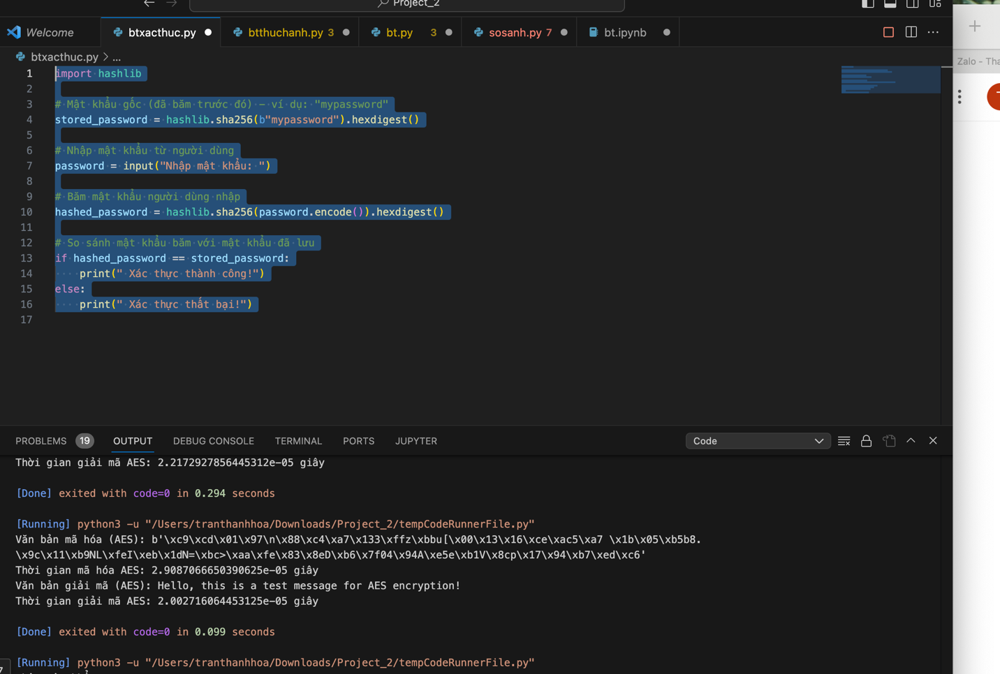 Project_2
Welcome
btxacthuc.py
btthuchanh.py 3
bt.py 3
sosanh.py 7
bt.ipynb
btxacthuc.py > ...
Zalo - Tha
1 import hashlib
2
3 # Mật khẩu gốc (đã băm trước đó) – ví dụ: "mypassword"
4 stored_password = hashlib.sha256(b"mypassword").hexdigest()
5
6 # Nhập mật khẩu từ người dùng
7 password = input("Nhập mật khẩu: ")
8
9 # Băm mật khẩu người dùng nhập
10 hashed_password = hashlib.sha256(password.encode()).hexdigest()
11
12 # So sánh mật khẩu băm với mật khẩu đã lưu
13 if hashed_password == stored_password:
14     print(" Xác thực thành công!")
15 else:
16     print(" Xác thực thất bại!")
17
PROBLEMS 19 OUTPUT DEBUG CONSOLE TERMINAL PORTS JUPYTER Code
Thời gian giải mã AES: 2.2172927856445312e-05 giây
[Done] exited with code=0 in 0.294 seconds
[Running] python3 -u "/Users/tranthanhhoa/Downloads/Project_2/tempCodeRunnerFile.py"
Văn bản mã hóa (AES): b'\xc9\xcd\x01\x97\n\x88\xc4\xa7\x133\xffz\xbbu[\x00\x13\x16\xce\xac5\xa7 \x1b\x05\xb5b8.
\x9c\x11\xb9NL\xfeI\xeb\x1dN=\xbc>\xaa\xfe\x83\x8eD\xb6\x7f04\x94A\xe5e\xb1V\x8cp\x17\x94\xb7\xed\xc6'
Thời gian mã hóa AES: 2.9087066650390625e-05 giây
Văn bản giải mã (AES): Hello, this is a test message for AES encryption!
Thời gian giải mã AES: 2.002716064453125e-05 giây
[Done] exited with code=0 in 0.099 seconds
[Running] python3 -u "/Users/tranthanhhoa/Downloads/Project_2/tempCodeRunnerFile.py"